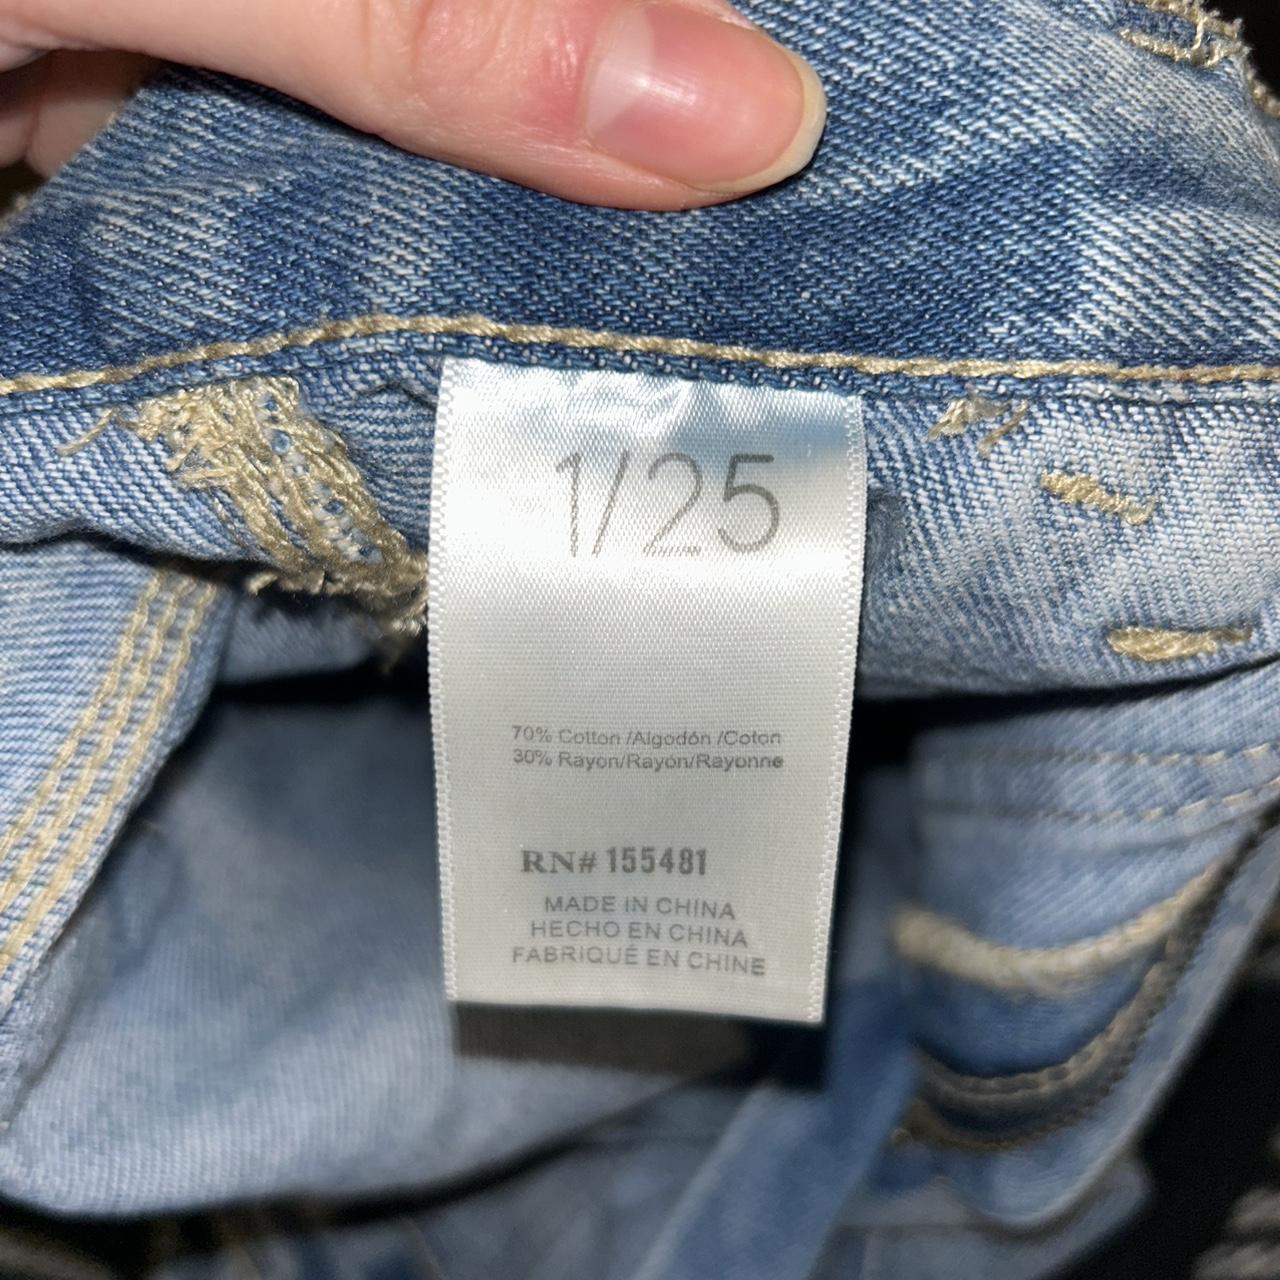 1/25
70% Cotton /Algodón /Coton
30% Rayon/Rayón/Rayonne
RN# 155481
MADE IN CHINA
HECHO EN CHINA
FABRIQUÉ EN CHINE